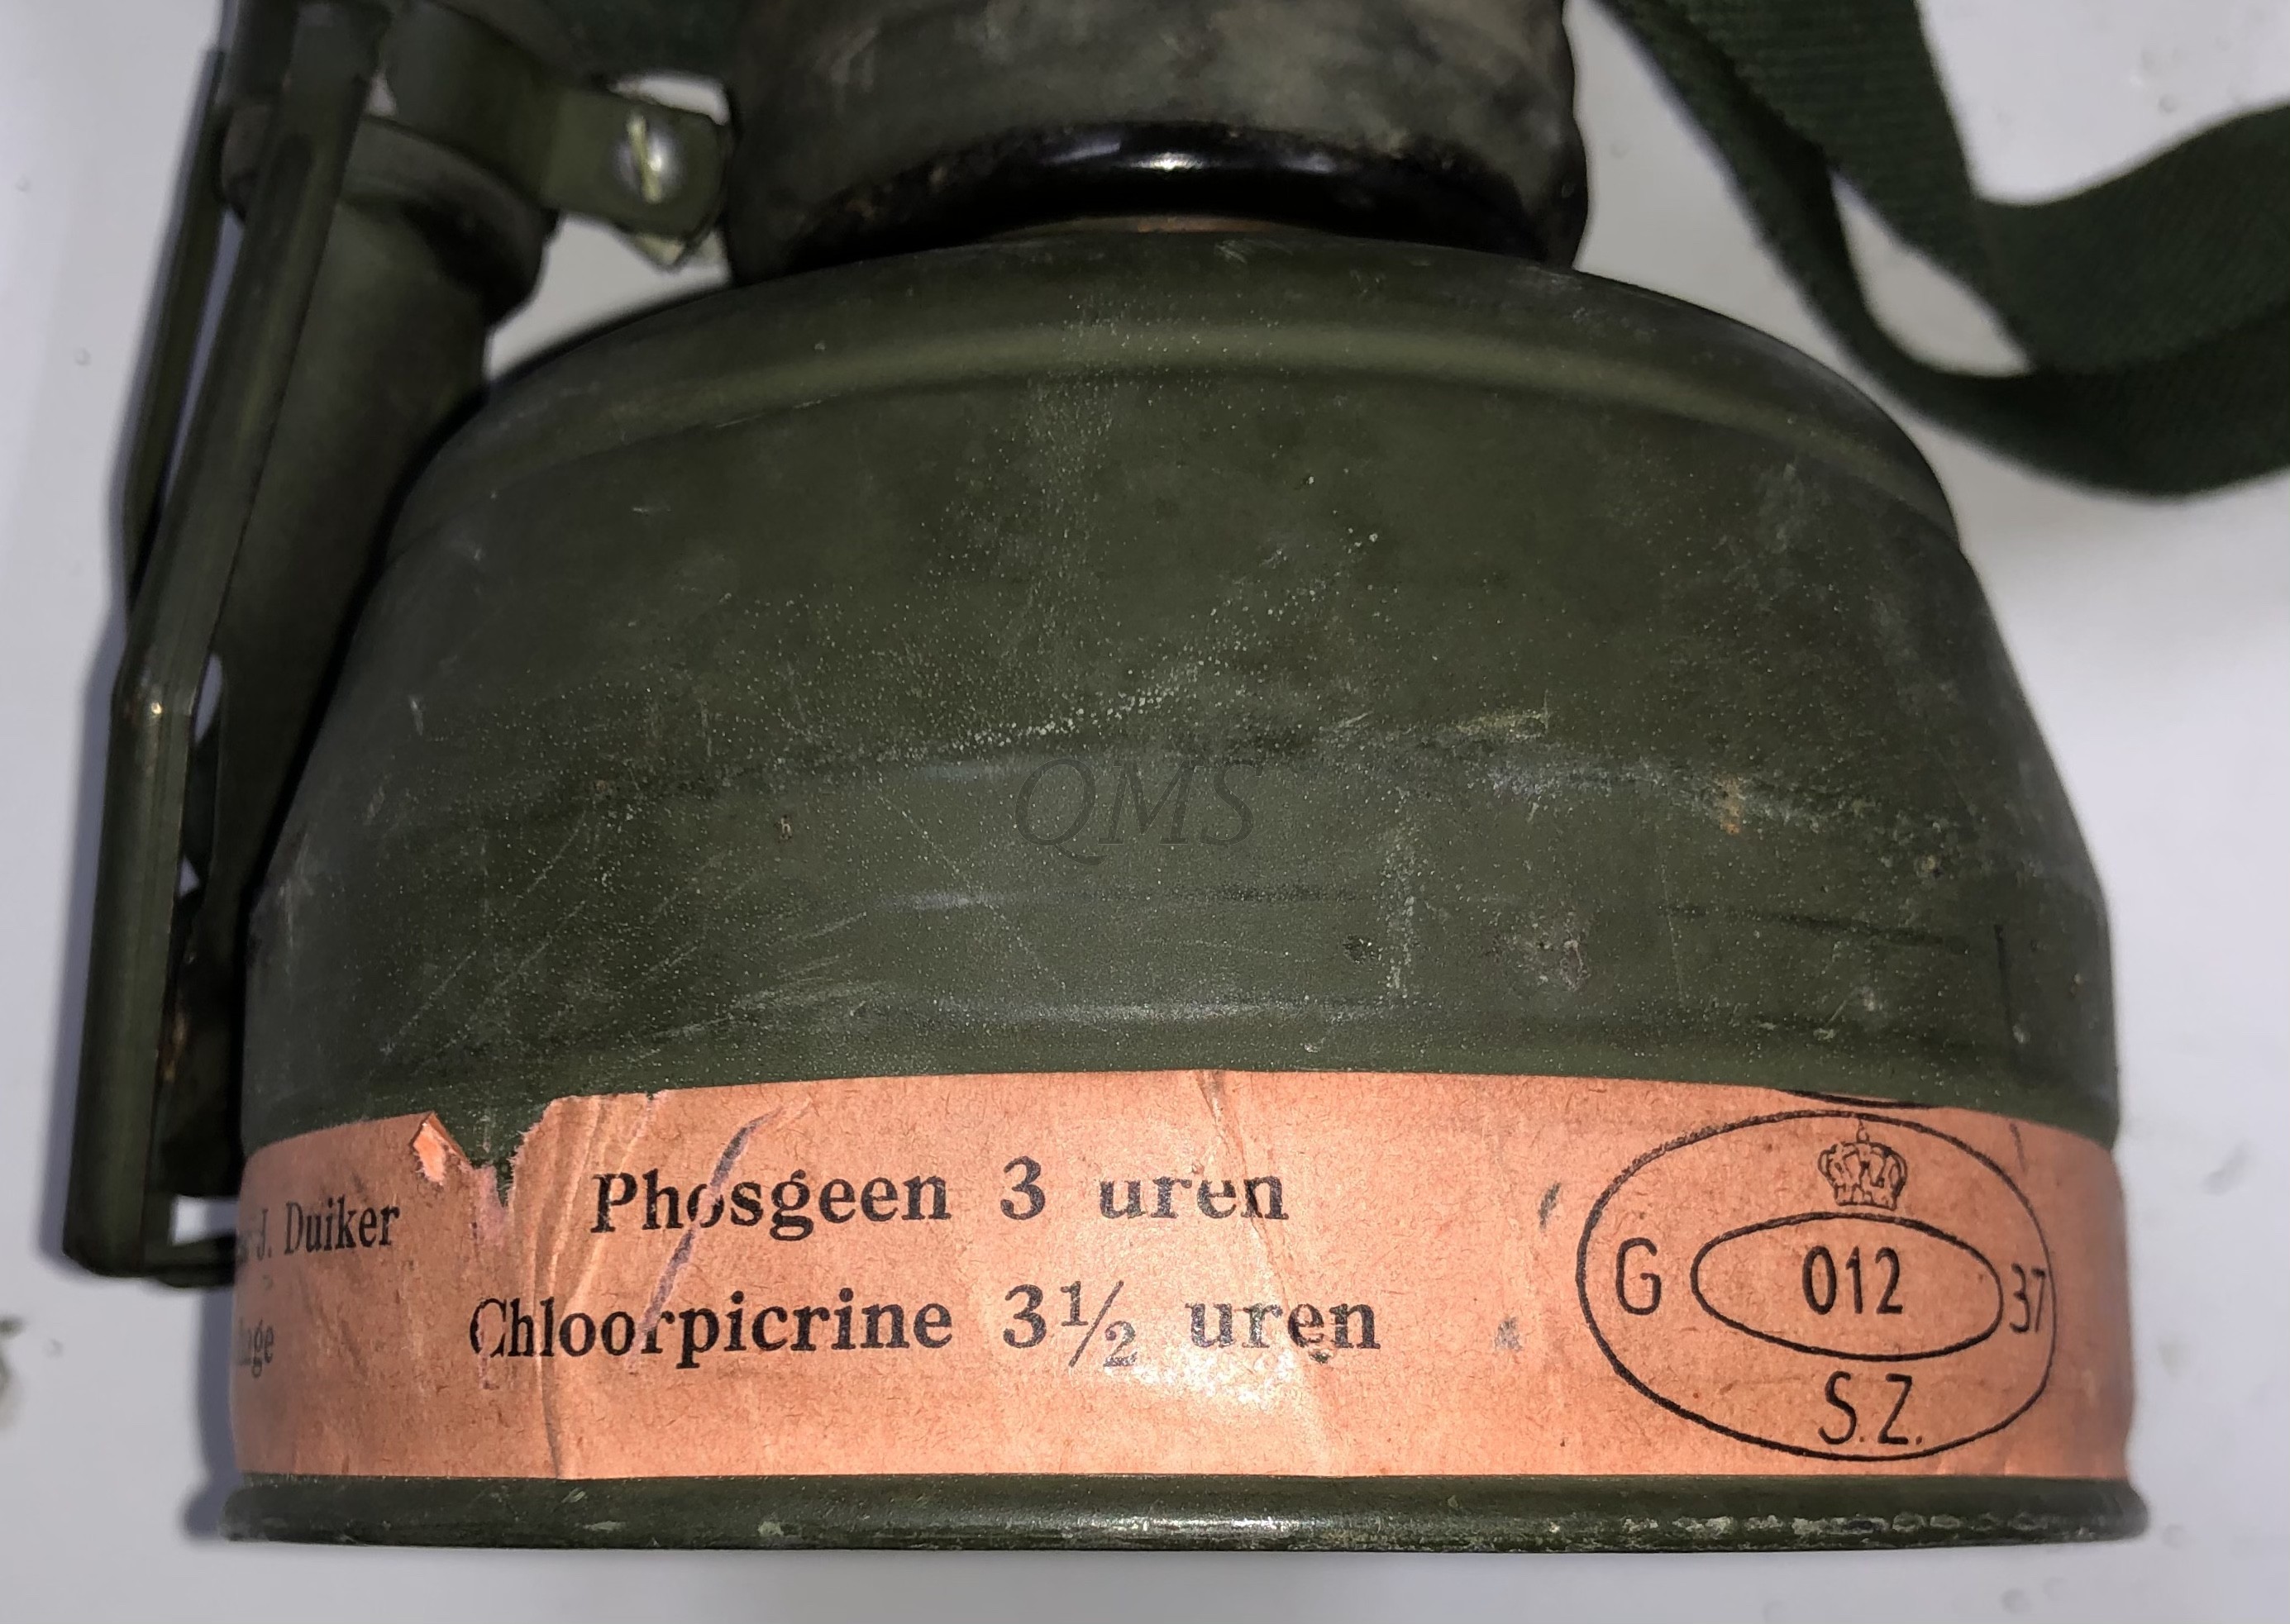 QMS
J. Duiker
Phosgeen 3 uren
Chloorpicrine 3½ uren
G 012 37
S.Z.